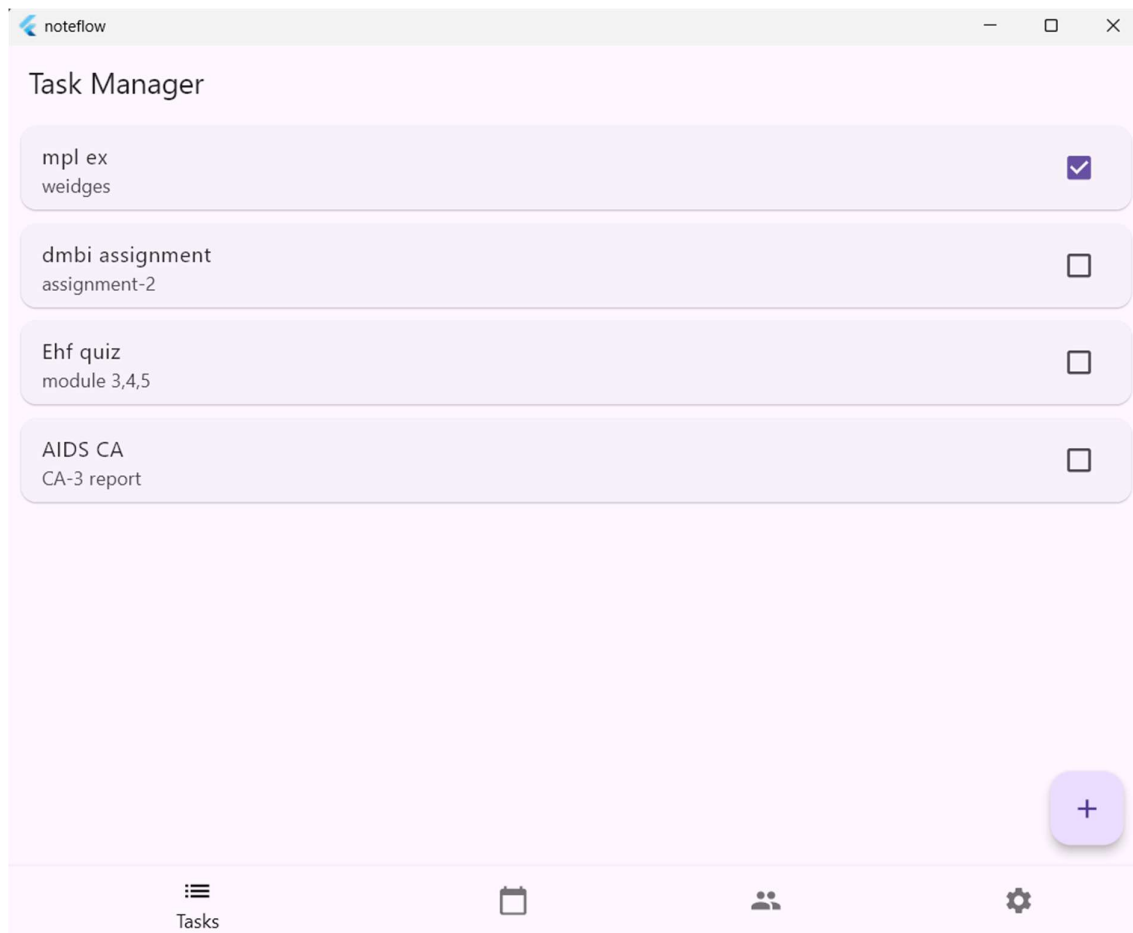 noteflow
Task Manager
mpl ex
weidges
dmbi assignment
assignment-2
Ehf quiz
module 3,4,5
AIDS CA
CA-3 report
Tasks